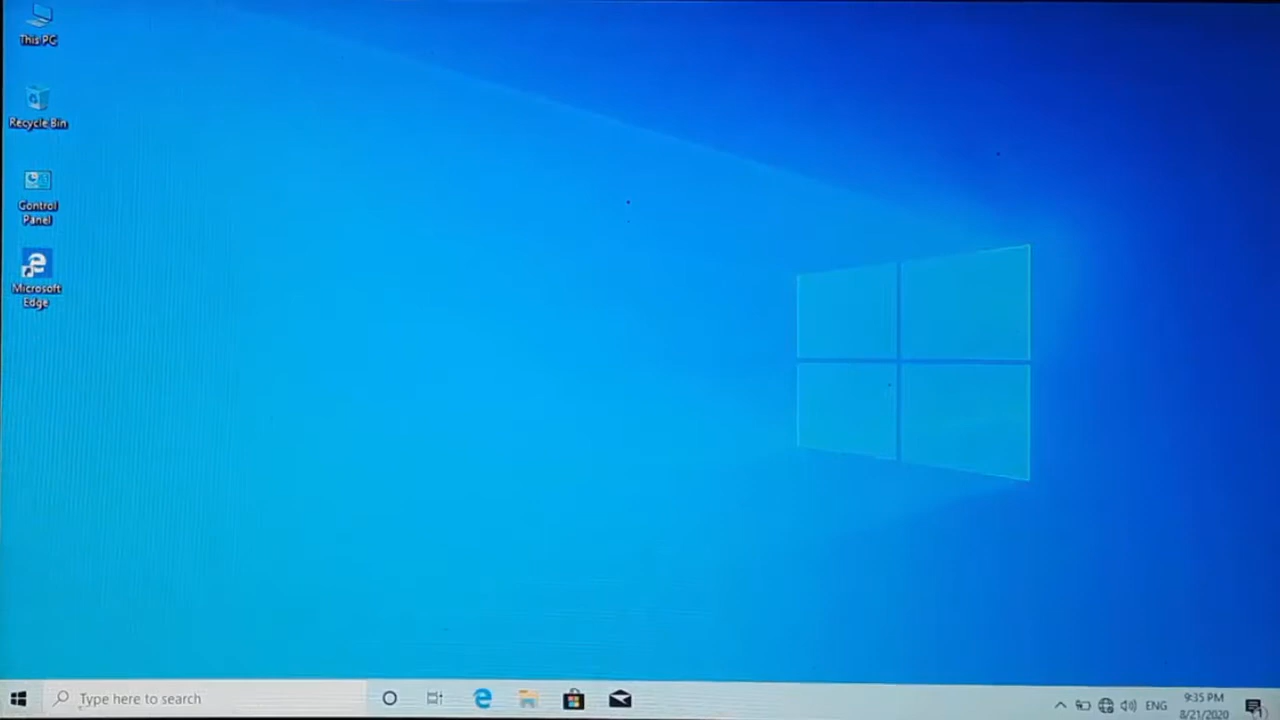 This PC
Recycle Bin
Control
Panel
Microsoft
Edge
Type here to search
ENG
9:35 PM
8/21/2020
1